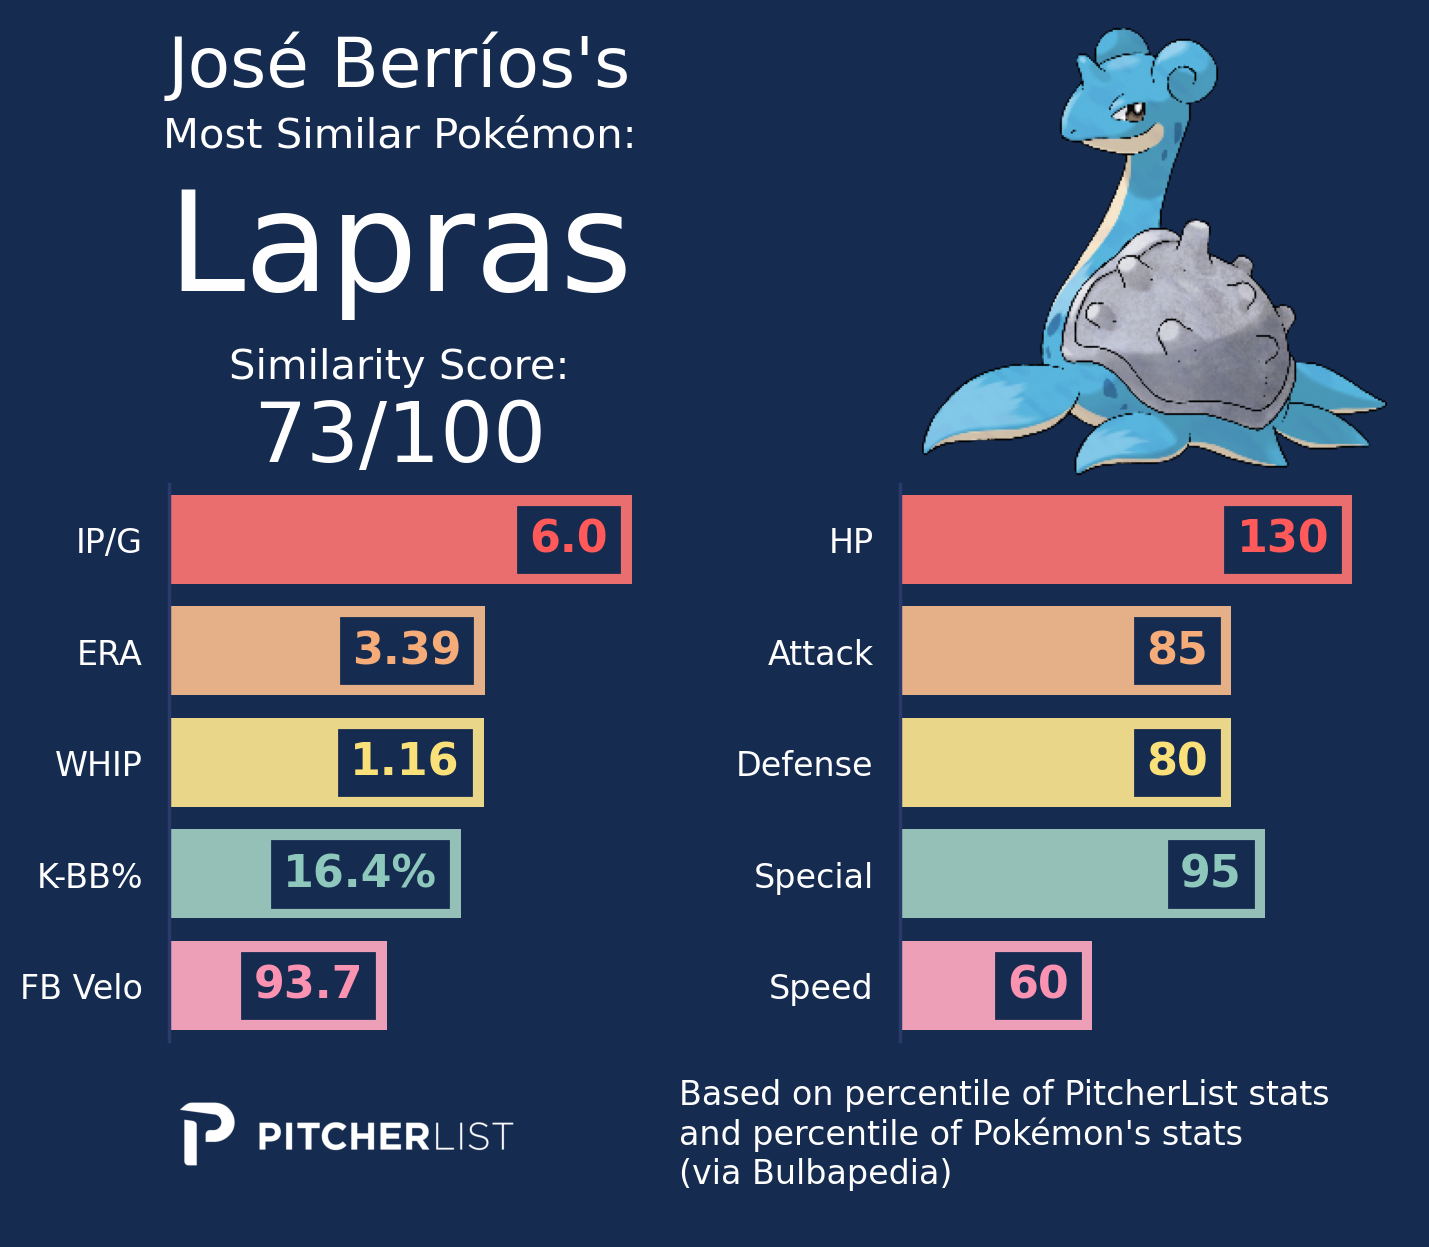 José Berríos's
Most Similar Pokémon:
Lapras
Similarity Score:
73/100
IP/G 6.0
ERA 3.39
WHIP 1.16
K-BB% 16.4%
FB Velo 93.7
HP 130
Attack 85
Defense 80
Special 95
Speed 60
PITCHERLIST
Based on percentile of PitcherList stats
and percentile of Pokémon's stats
(via Bulbapedia)